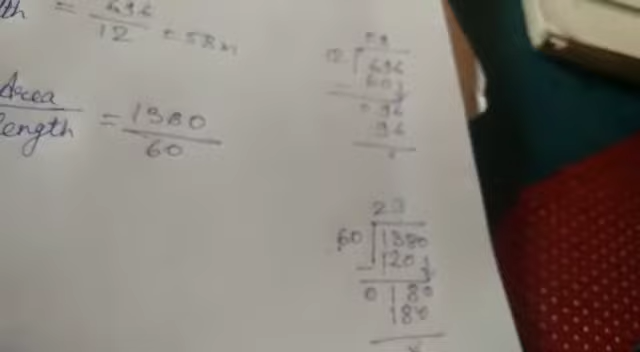 th = 696/12 = 58m
58
12 696
- 60↓
096
96
x
Area/Length = 1380/60
23
60 1380
- 120↓
0180
180
x